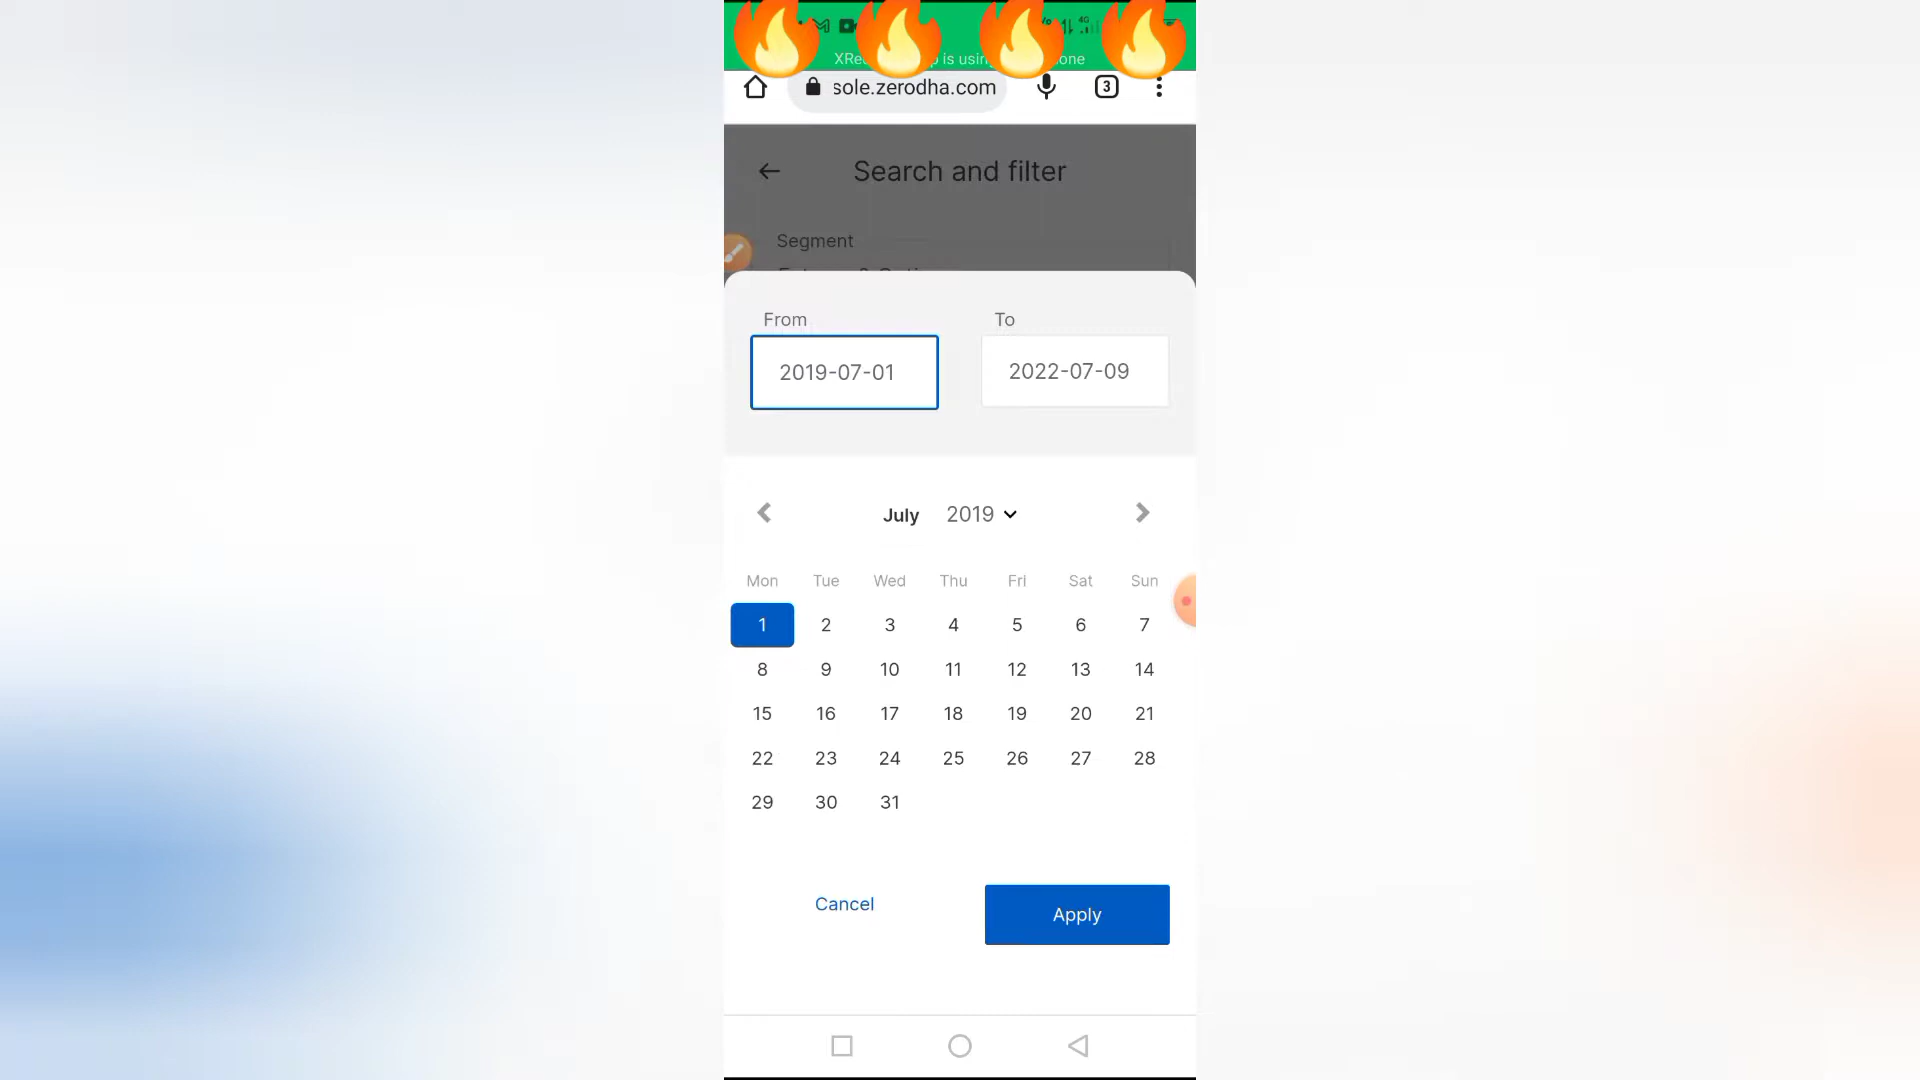 4G
is
sole.zerodha.com
3
Search and filter
Segment
From
To
2019-07-01
2022-07-09
July 2019
Mon Tue Wed Thu Fri Sat Sun
1 2 3 4 5 6 7
8 9 10 11 12 13 14
15 16 17 18 19 20 21
22 23 24 25 26 27 28
29 30 31
Cancel
Apply